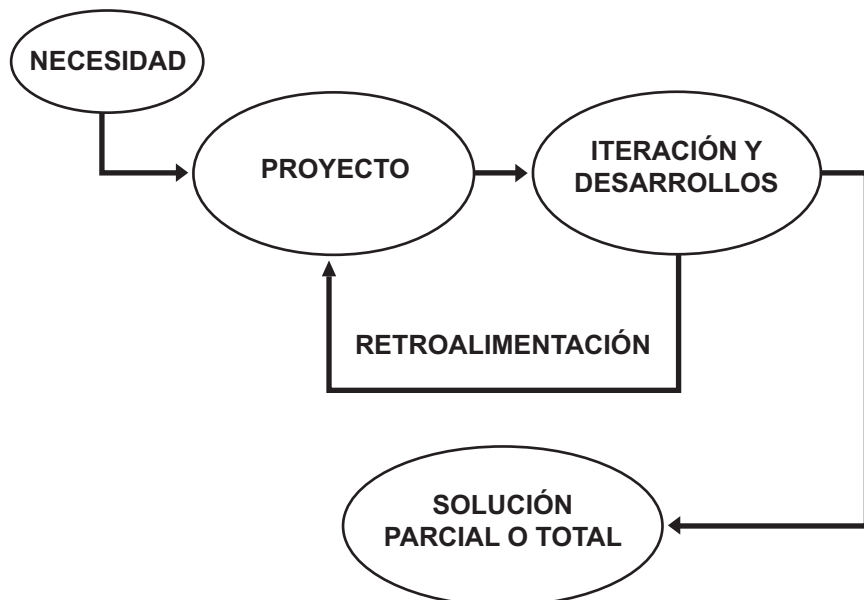 NECESIDAD
PROYECTO
ITERACIÓN Y
DESARROLLOS
RETROALIMENTACIÓN
SOLUCIÓN
PARCIAL O TOTAL